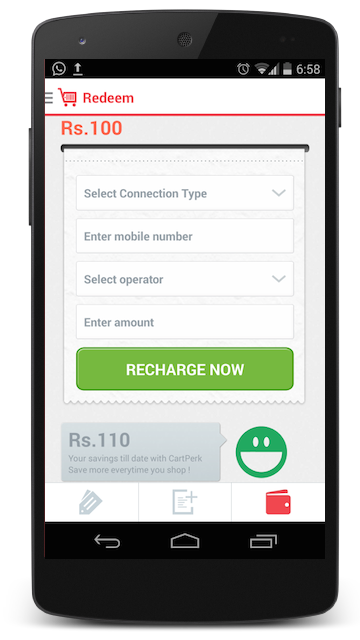 6:58
Redeem
Rs.100
Select Connection Type
Enter mobile number
Select operator
Enter amount
RECHARGE NOW
Rs.110
Your savings till date with CartPerk
Save more everytime you shop !